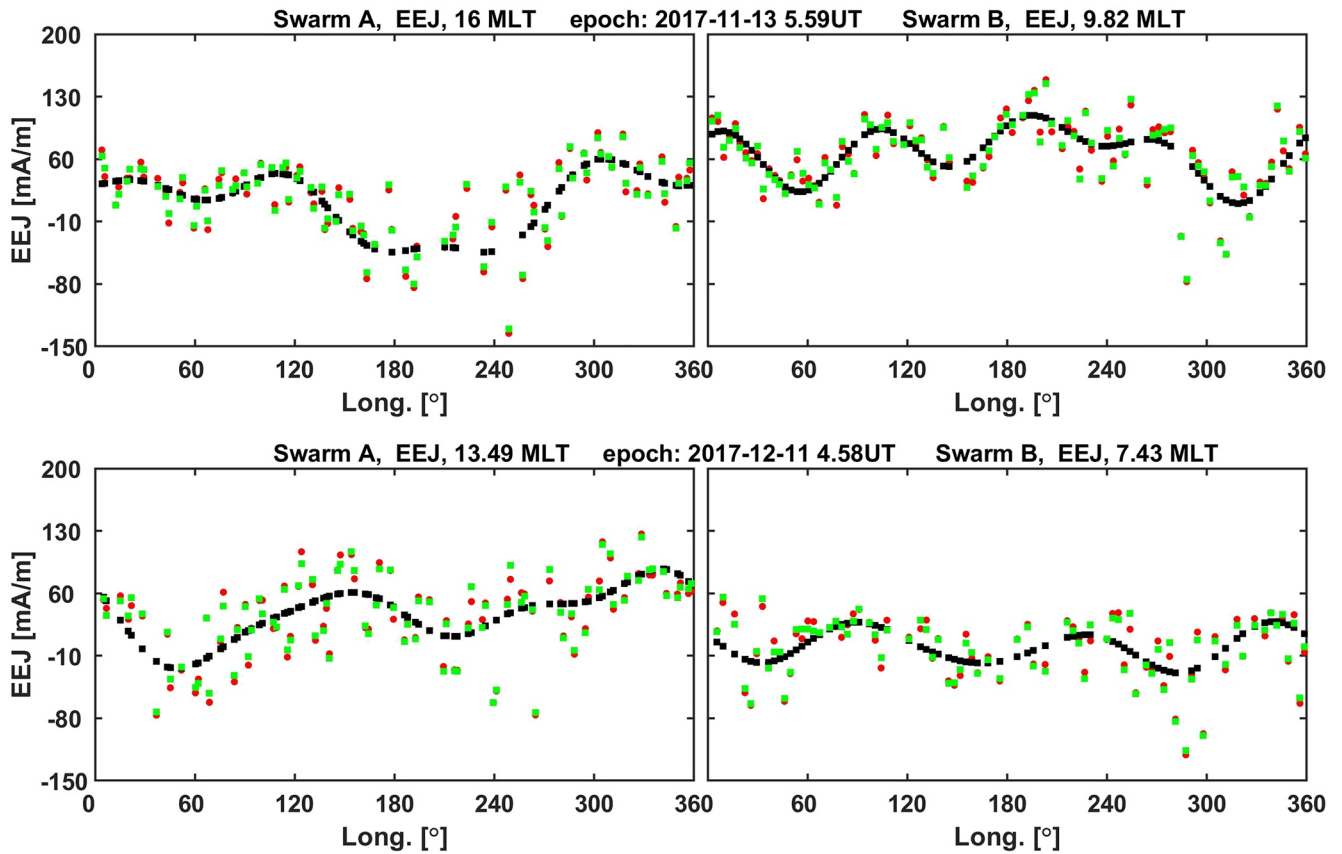 Swarm A, EEJ, 16 MLT epoch: 2017-11-13 5.59UT Swarm B, EEJ, 9.82 MLT
200
130
60
-10
-80
-150
EEJ [mA/m]
0 60 120 180 240 300 360 60 120 180 240 300 360
Long. [°] Long. [°]
Swarm A, EEJ, 13.49 MLT epoch: 2017-12-11 4.58UT Swarm B, EEJ, 7.43 MLT
200
130
60
-10
-80
-150
EEJ [mA/m]
0 60 120 180 240 300 360 60 120 180 240 300 360
Long. [°] Long. [°]